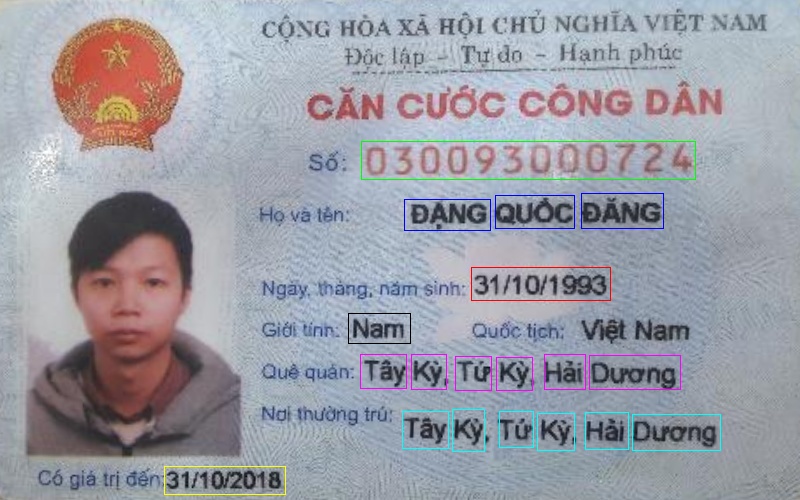 CỘNG HÒA XÃ HỘI CHỦ NGHĨA VIỆT NAM
Độc lập - Tự do - Hạnh phúc
CĂN CƯỚC CÔNG DÂN
Số: 030093000724
Họ và tên: ĐẶNG QUỐC ĐĂNG
Ngày, tháng, năm sinh: 31/10/1993
Giới tính: Nam Quốc tịch: Việt Nam
Quê quán: Tây Kỳ, Tứ Kỳ, Hải Dương
Nơi thường trú: Tây Kỳ, Tứ Kỳ, Hải Dương
Có giá trị đến: 31/10/2018